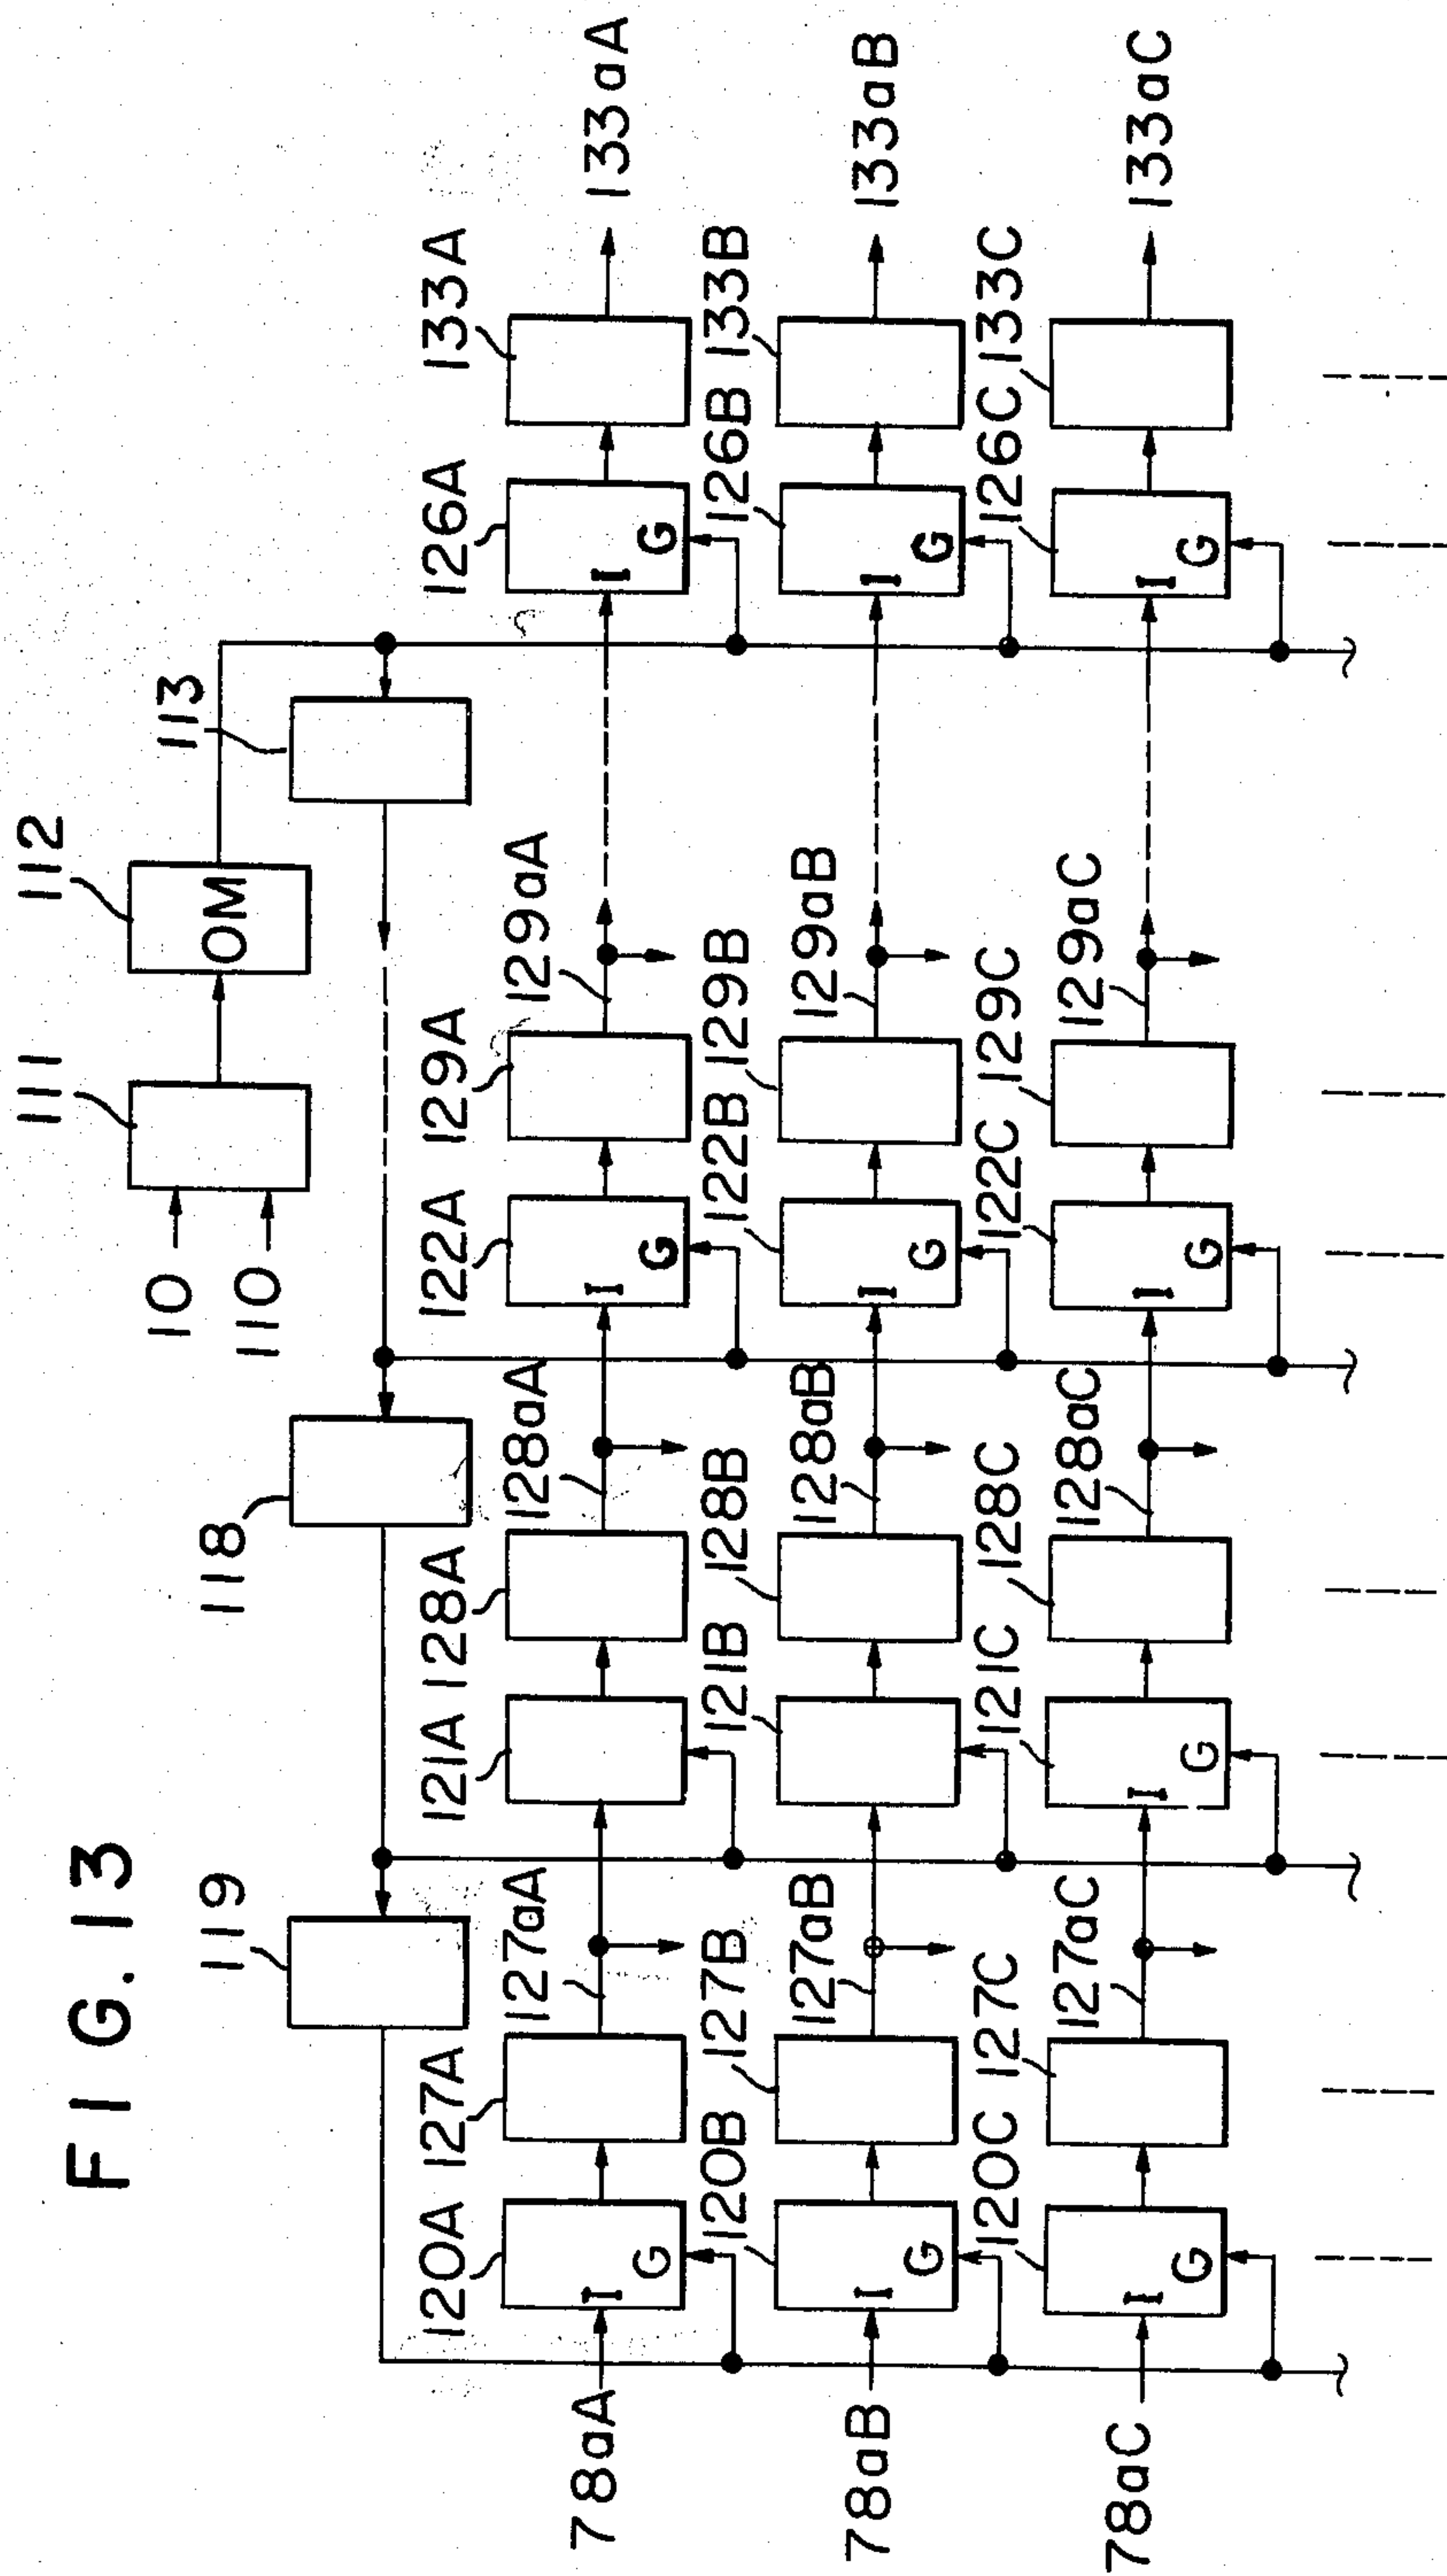 FIG. 13
111
112
OM
10
110
113
118
119
120A
127A
127aA
121A
128A
128aA
122A
129A
129aA
126A
133A
133aA
78aA
I
G
I
G
I
G
120B
127B
127aB
121B
128B
128aB
122B
129B
129aB
126B
133B
133aB
78aB
I
G
I
G
I
G
120C
127C
127aC
121C
128C
128aC
122C
129C
129aC
126C
133C
133aC
78aC
I
G
I
G
I
G
I
G